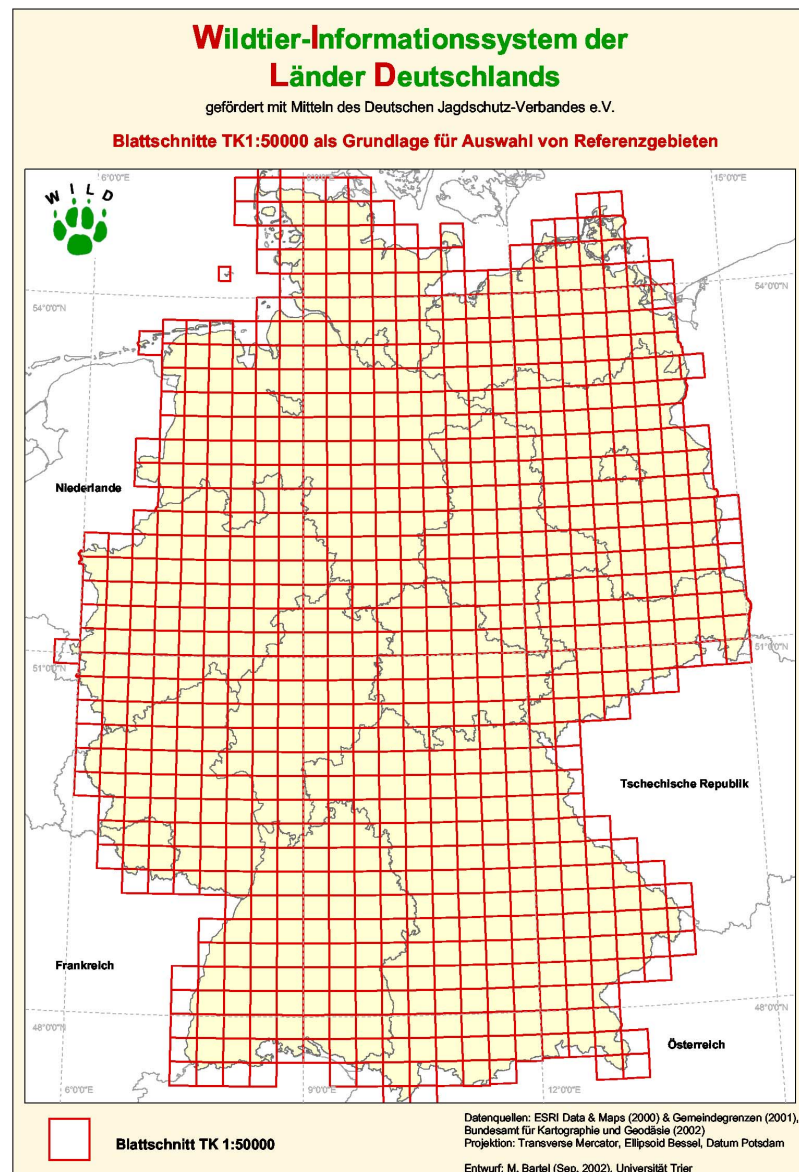 Wildtier-Informationssystem der
Länder Deutschlands
gefördert mit Mitteln des Deutschen Jagdschutz-Verbandes e.V.
Blattschnitte TK1:50000 als Grundlage für Auswahl von Referenzgebieten
6°0'0"E
9°0'0"E
15°0'0"E
W I L D
54°0'0"N
54°0'0"N
Niederlande
51°0'0"N
51°0'0"N
Tschechische Republik
Frankreich
48°0'0"N
48°0'0"N
Österreich
6°0'0"E
9°0'0"E
12°0'0"E
Blattschnitt TK 1:50000
Datenquellen: ESRI Data & Maps (2000) & Gemeindegrenzen (2001),
Bundesamt für Kartographie und Geodäsie (2002)
Projektion: Transverse Mercator, Ellipsoid Bessel, Datum Potsdam
Entwurf: M. Bartel (Sep. 2002), Universität Trier